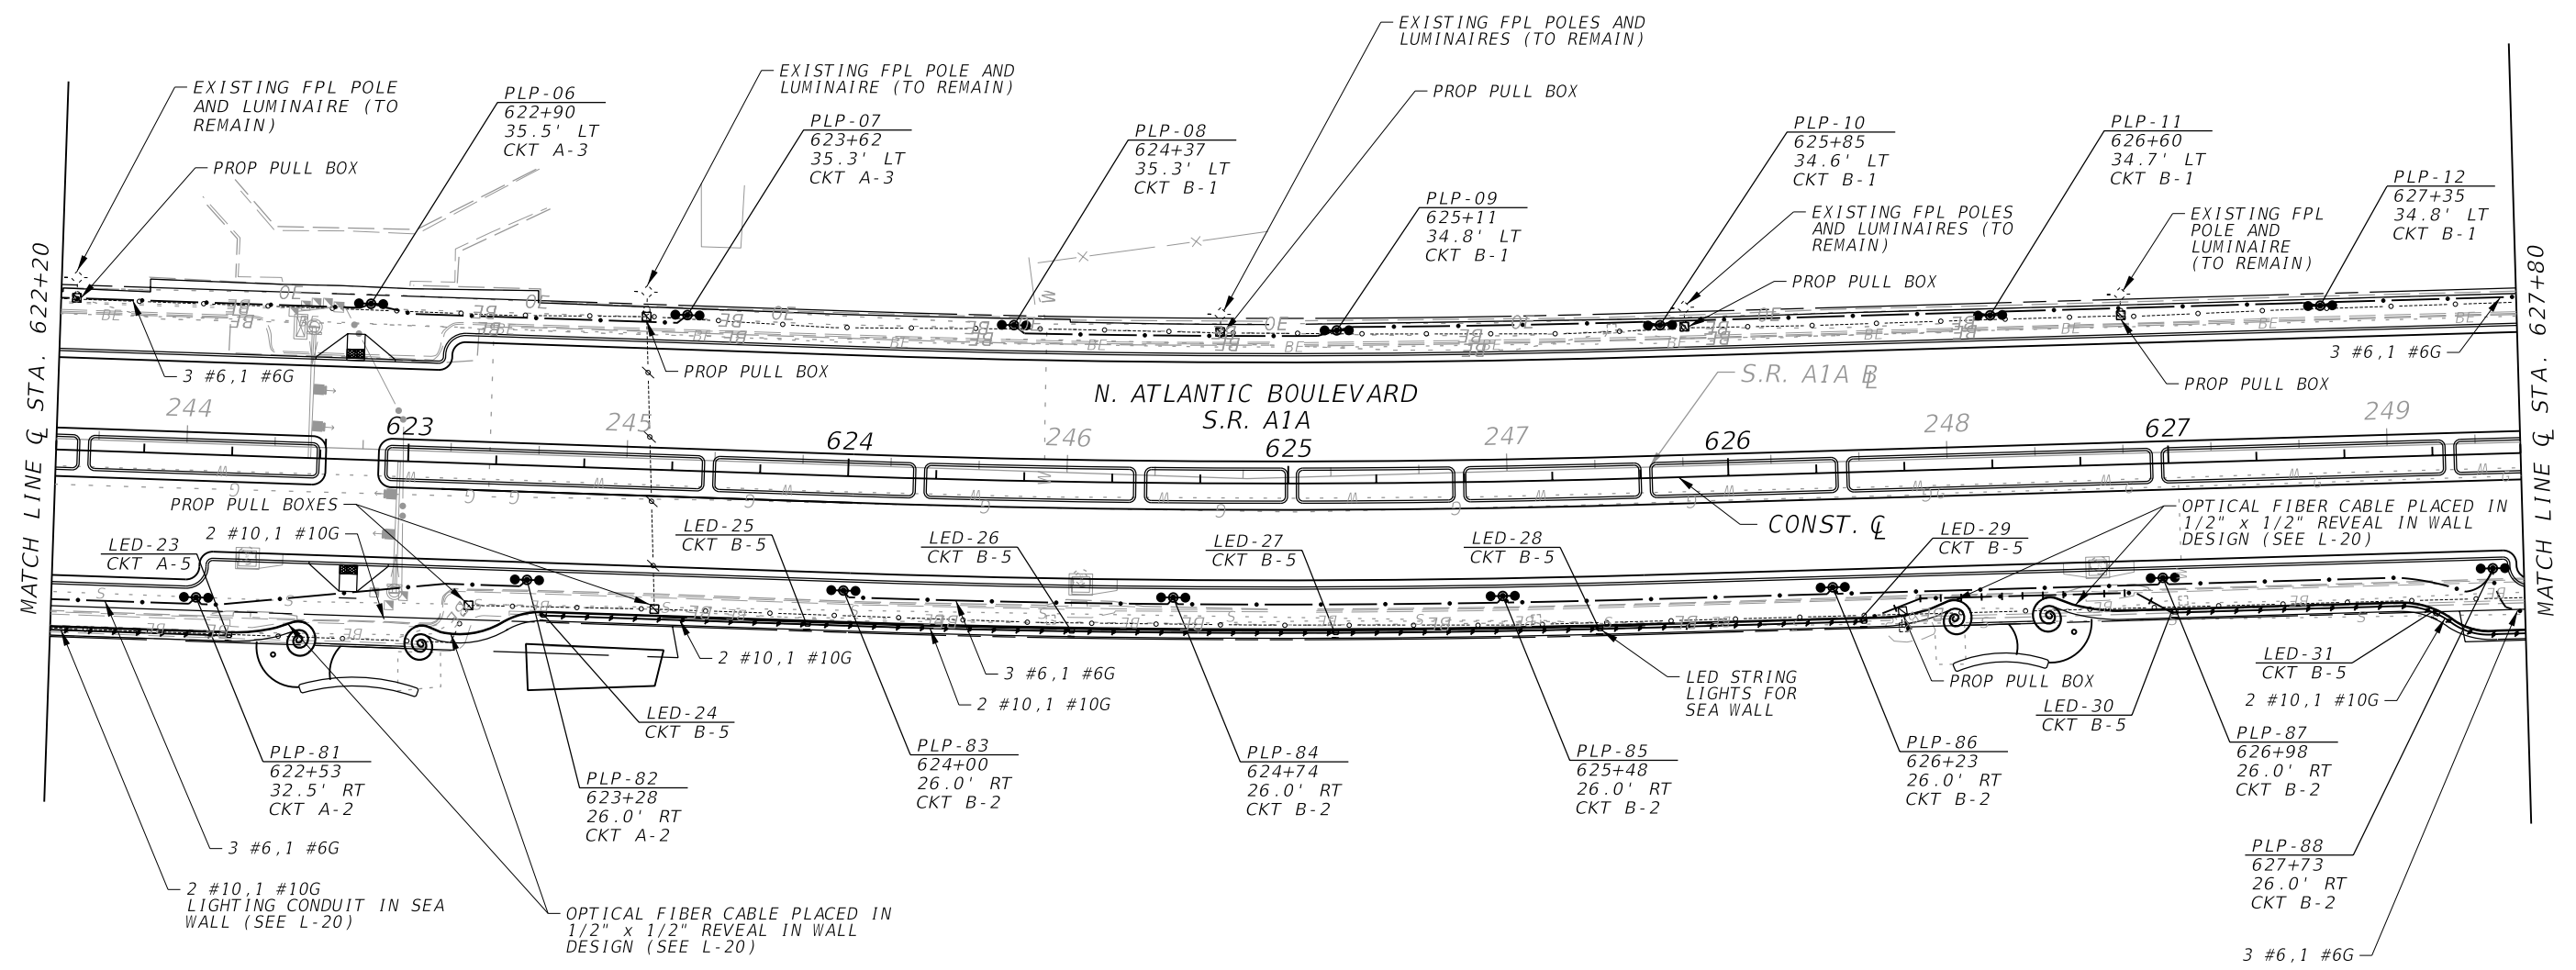 EXISTING FPL POLES AND
LUMINAIRES (TO REMAIN)
EXISTING FPL POLE
AND LUMINAIRE (TO
REMAIN)
PROP PULL BOX
PLP-06
622+90
35.5' LT
CKT A-3
EXISTING FPL POLE AND
LUMINAIRE (TO REMAIN)
PLP-07
623+62
35.3' LT
CKT A-3
PLP-08
624+37
35.3' LT
CKT B-1
PROP PULL BOX
PLP-09
625+11
34.8' LT
CKT B-1
PLP-10
625+85
34.6' LT
CKT B-1
EXISTING FPL POLES
AND LUMINAIRES (TO
REMAIN)
PROP PULL BOX
PLP-11
626+60
34.7' LT
CKT B-1
EXISTING FPL
POLE AND
LUMINAIRE
(TO REMAIN)
PLP-12
627+35
34.8' LT
CKT B-1
MATCH LINE ℄ STA. 622+20
MATCH LINE ℄ STA. 627+80
OE
OE
OE
OE
OE
OE
BE
BE
BE
BE
BE
BE
BE
BE
3 #6,1 #6G
PROP PULL BOX
3 #6,1 #6G
PROP PULL BOX
N. ATLANTIC BOULEVARD
S.R. A1A
S.R. A1A BL
244
245
246
247
248
249
623
624
625
626
627
CONST. ℄
PROP PULL BOXES
2 #10,1 #10G
LED-23
CKT A-5
LED-25
CKT B-5
LED-26
CKT B-5
LED-27
CKT B-5
LED-28
CKT B-5
LED-29
CKT B-5
OPTICAL FIBER CABLE PLACED IN
1/2" x 1/2" REVEAL IN WALL
DESIGN (SEE L-20)
2 #10,1 #10G
3 #6,1 #6G
2 #10,1 #10G
LED STRING
LIGHTS FOR
SEA WALL
PROP PULL BOX
LED-24
CKT B-5
LED-30
CKT B-5
LED-31
CKT B-5
2 #10,1 #10G
PLP-81
622+53
32.5' RT
CKT A-2
PLP-82
623+28
26.0' RT
CKT A-2
PLP-83
624+00
26.0' RT
CKT B-2
PLP-84
624+74
26.0' RT
CKT B-2
PLP-85
625+48
26.0' RT
CKT B-2
PLP-86
626+23
26.0' RT
CKT B-2
PLP-87
626+98
26.0' RT
CKT B-2
PLP-88
627+73
26.0' RT
CKT B-2
3 #6,1 #6G
2 #10,1 #10G
LIGHTING CONDUIT IN SEA
WALL (SEE L-20)
OPTICAL FIBER CABLE PLACED IN
1/2" x 1/2" REVEAL IN WALL
DESIGN (SEE L-20)
3 #6,1 #6G